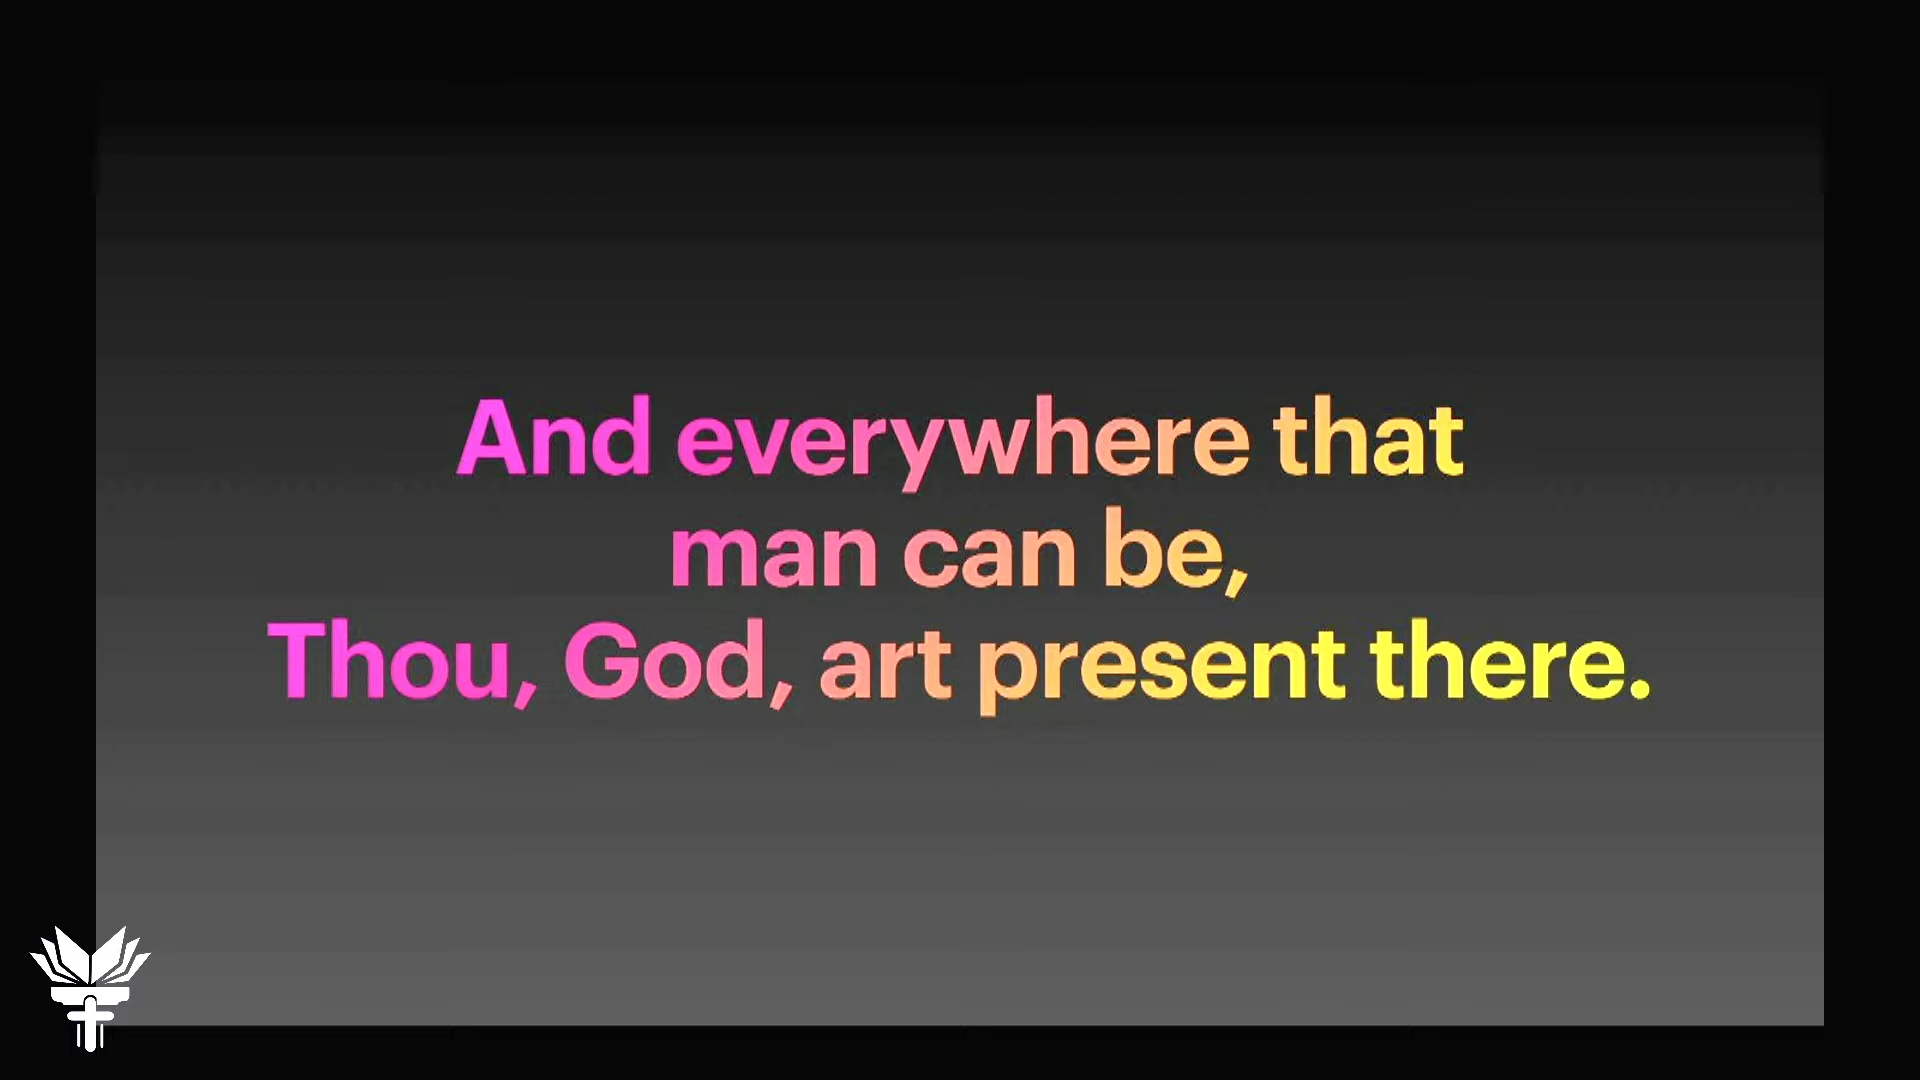 And everywhere that
man can be,
Thou, God, art present there.